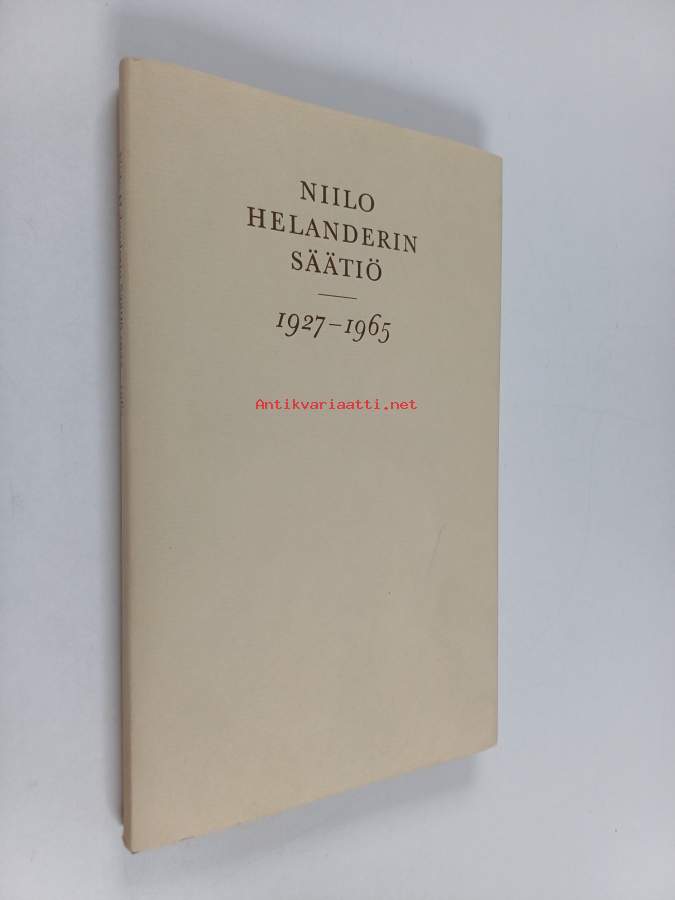 NIILO
HELANDERIN
SÄÄTIÖ
1927–1965
Antikvariaatti.net